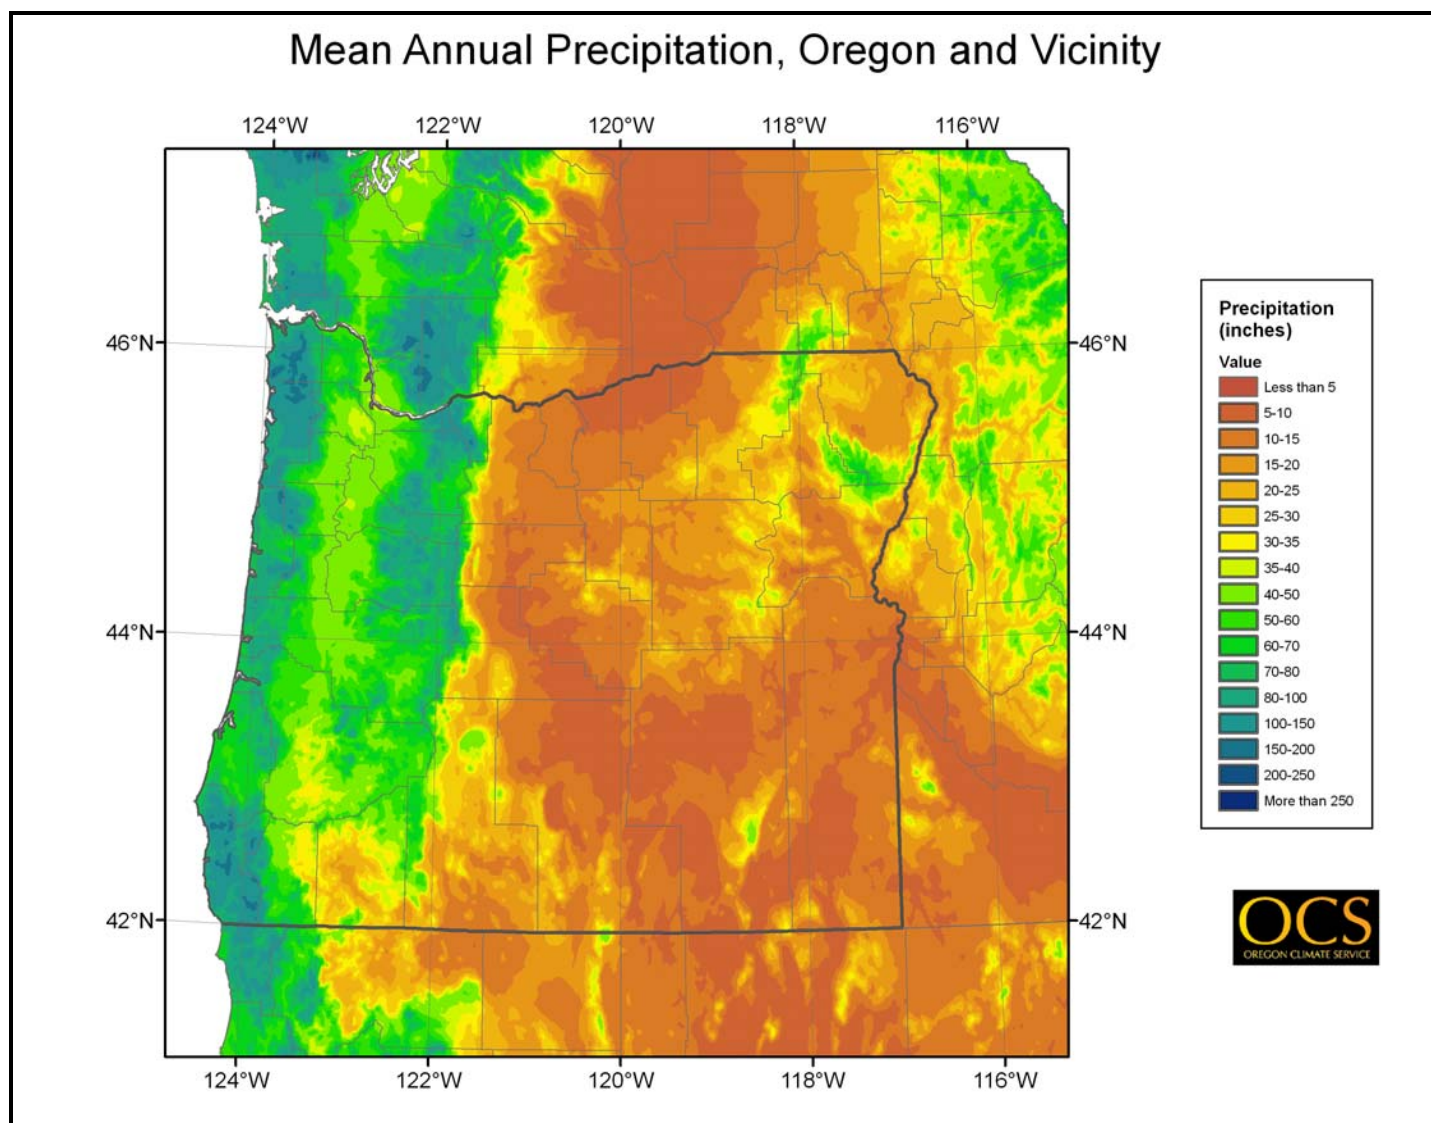 Mean Annual Precipitation, Oregon and Vicinity
124°W 122°W 120°W 118°W 116°W
46°N 46°N
44°N 44°N
42°N 42°N
124°W 122°W 120°W 118°W 116°W
Precipitation
(inches)
Value
Less than 5
5-10
10-15
15-20
20-25
25-30
30-35
35-40
40-50
50-60
60-70
70-80
80-100
100-150
150-200
200-250
More than 250
OCS
OREGON CLIMATE SERVICE